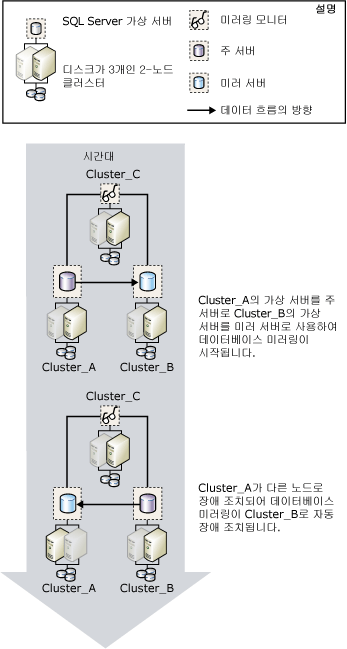 설명
SQL Server 가상 서버
디스크가 3개인 2-노드
클러스터
미러링 모니터
주 서버
미러 서버
데이터 흐름의 방향
시간대
Cluster_C
Cluster_A
Cluster_B
Cluster_A의 가상 서버를 주
서버로 Cluster_B의 가상
서버를 미러 서버로 사용하여
데이터베이스 미러링이
시작됩니다.
Cluster_C
Cluster_A
Cluster_B
Cluster_A가 다른 노드로
장애 조치되어 데이터베이스
미러링이 Cluster_B로 자동
장애 조치됩니다.